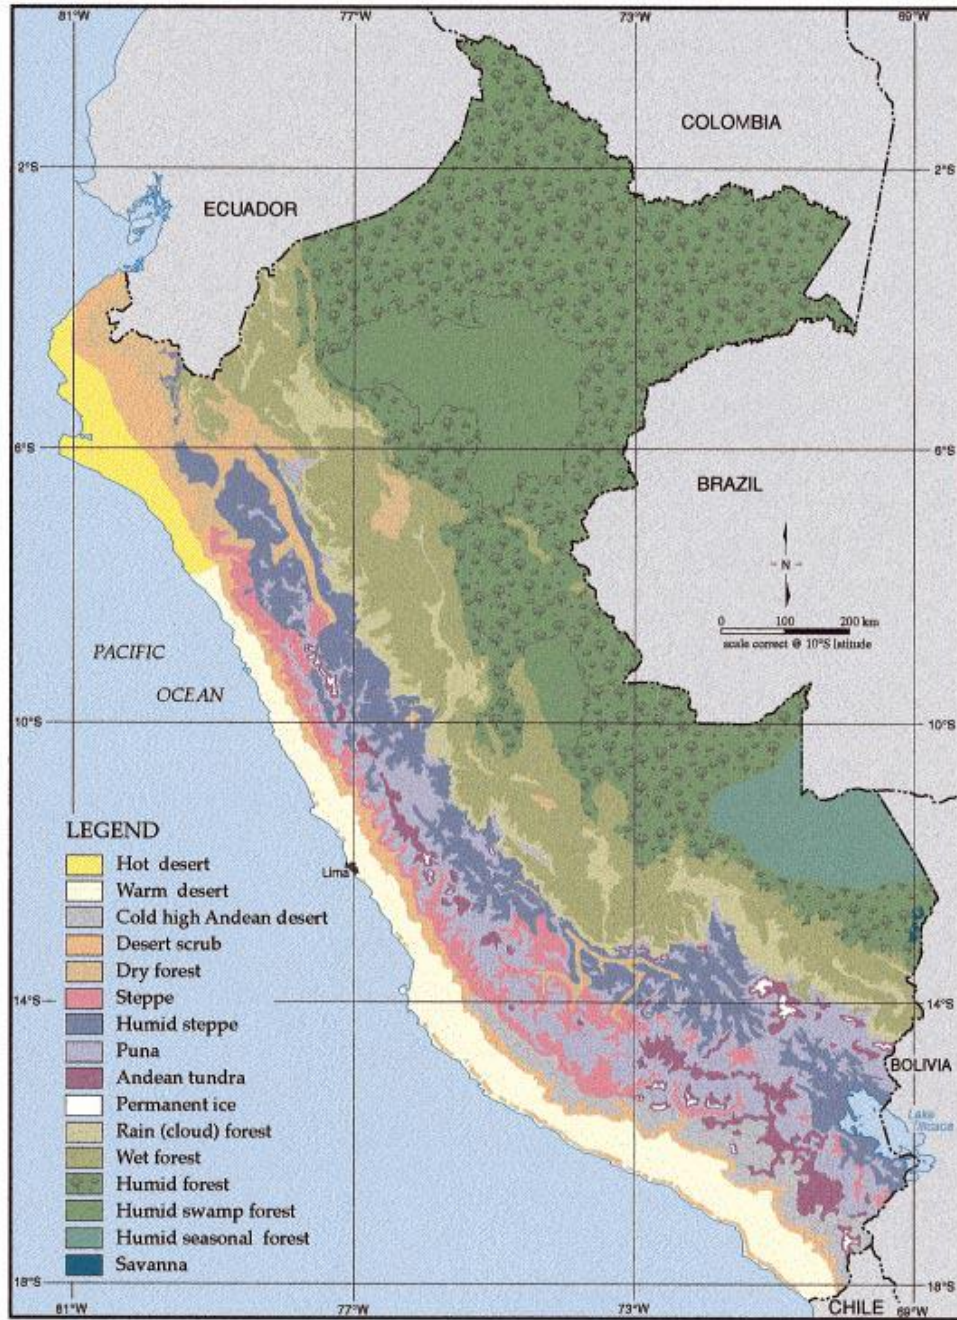 81°W 77°W 73°W 69°W
COLOMBIA
2°S 2°S
ECUADOR
6°S 6°S
BRAZIL
- N -
0 100 200 km
scale correct @ 10°S latitude
PACIFIC
OCEAN
10°S 10°S
LEGEND
Hot desert
Warm desert
Cold high Andean desert
Desert scrub
Dry forest
Steppe
Humid steppe
Puna
Andean tundra
Permanent ice
Rain (cloud) forest
Wet forest
Humid forest
Humid swamp forest
Humid seasonal forest
Savanna
Lima
14°S 14°S
BOLIVIA
Lake
Titicaca
18°S 18°S
CHILE
81°W 77°W 73°W 69°W